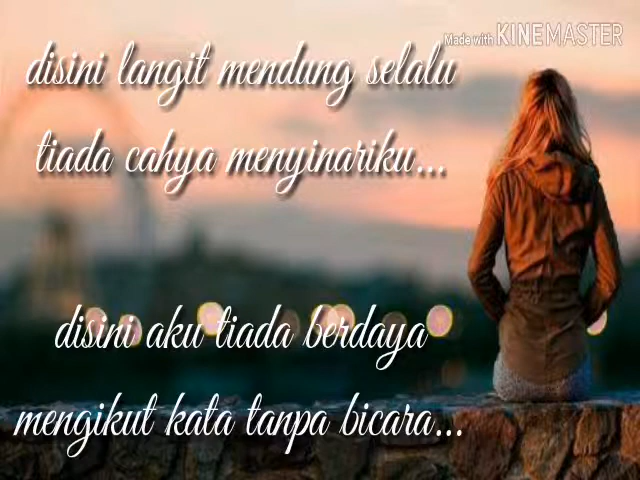 Made with KINEMASTER
disini langit mendung selalu
tiada cahya menyinariku...
disini aku tiada berdaya
mengikut kata tanpa bicara...